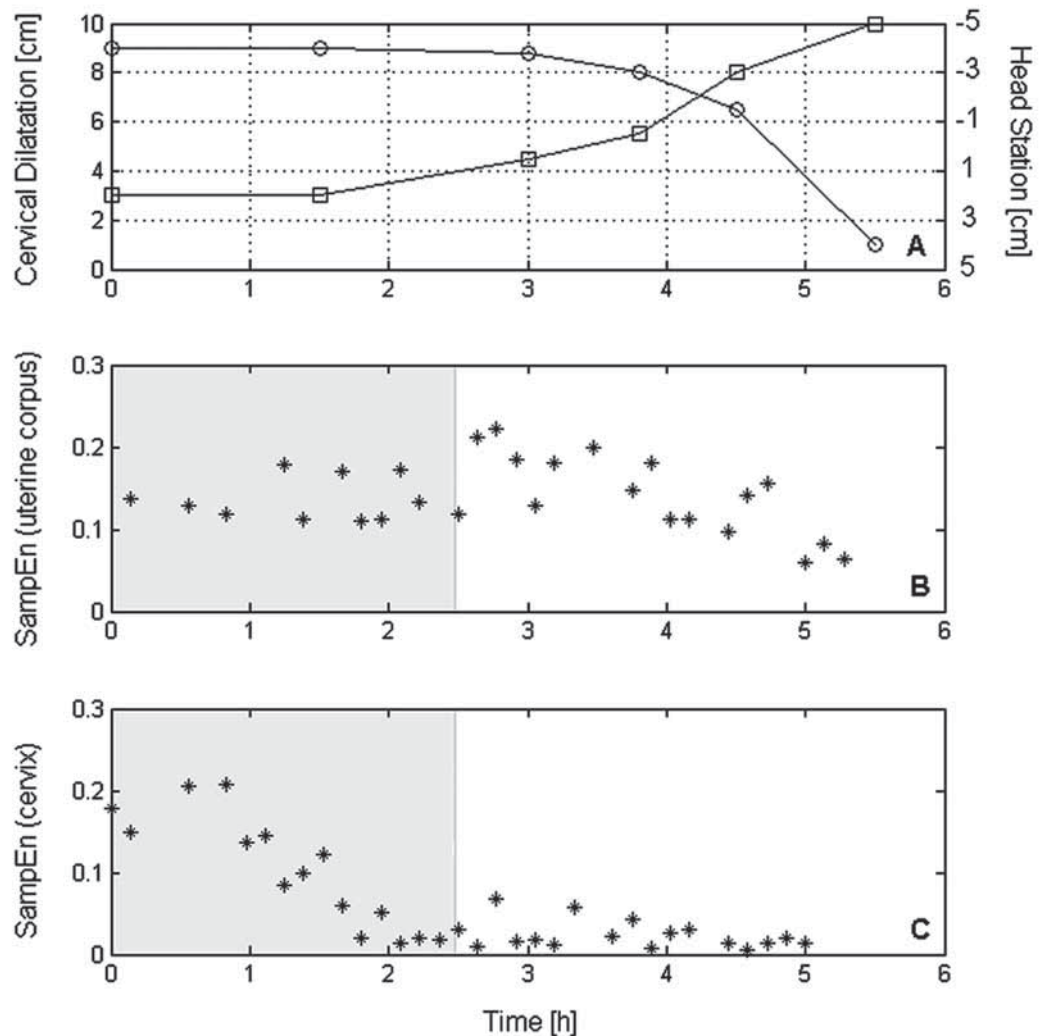 Cervical Dilatation [cm]
10
8
6
4
2
0
-5
-3
-1
1
3
5
Head Station [cm]
A
0 1 2 3 4 5 6
SampEn (uterine corpus)
0.3
0.2
0.1
0
B
0 1 2 3 4 5 6
SampEn (cervix)
0.3
0.2
0.1
0
C
0 1 2 3 4 5 6
Time [h]